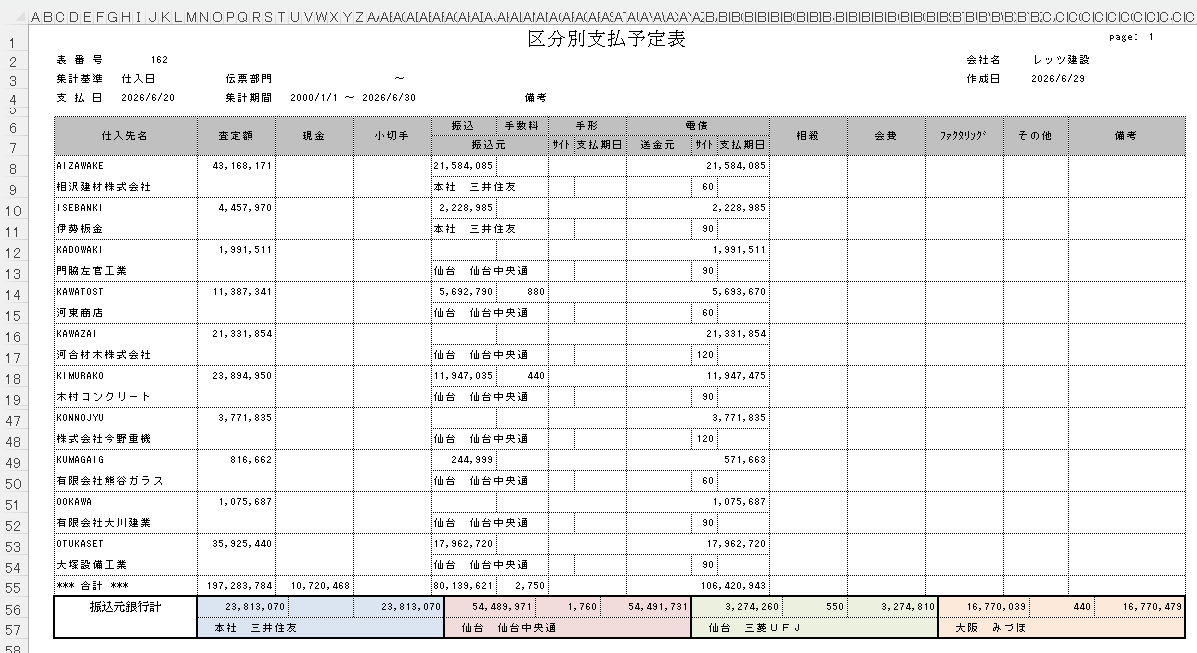 区分別支払予定表
page: 1
表 番 号 162 会社名 レッツ建設
集計基準 仕入日 伝票部門 ～ 作成日 2026/6/29
支 払 日 2026/6/20 集計期間 2000/1/1 ～ 2026/6/30 備考
仕入先名 査定額 現金 小切手 振込 手数料 手形 電債 相殺 会費 ﾌｧｸﾀﾘﾝｸﾞ その他 備考
振込元 ｻｲﾄ 支払期日 送金元 ｻｲﾄ 支払期日
AIZAWAKE 43,168,171 21,584,085 21,584,085
相沢建材株式会社 本社 三井住友 60
ISEBANKI 4,457,970 2,228,985 2,228,985
伊勢板金 本社 三井住友 90
KADOWAKI 1,991,511 1,991,511
門脇左官工業 仙台 仙台中央通 90
KAWATOST 11,387,341 5,692,790 880 5,693,670
河東商店 仙台 仙台中央通 60
KAWAZAI 21,331,854 21,331,854
河合材木株式会社 仙台 仙台中央通 120
KIMURAKO 23,894,950 11,947,035 440 11,947,475
木村コンクリート 仙台 仙台中央通 90
KONNOJYU 3,771,835 3,771,835
株式会社今野重機 仙台 仙台中央通 120
KUMAGAIG 816,662 244,999 571,663
有限会社熊谷ガラス 仙台 仙台中央通 60
OOKAWA 1,075,687 1,075,687
有限会社大川建業 仙台 仙台中央通 90
OTUKASET 35,925,440 17,962,720 17,962,720
大塚設備工業 仙台 仙台中央通 90
*** 合計 *** 197,283,784 10,720,468 80,139,621 2,750 106,420,943
振込元銀行計 23,813,070 23,813,070 54,489,971 1,760 54,491,731 3,274,260 550 3,274,810 16,770,039 440 16,770,479
本社 三井住友 仙台 仙台中央通 仙台 三菱ＵＦＪ 大阪 みづほ